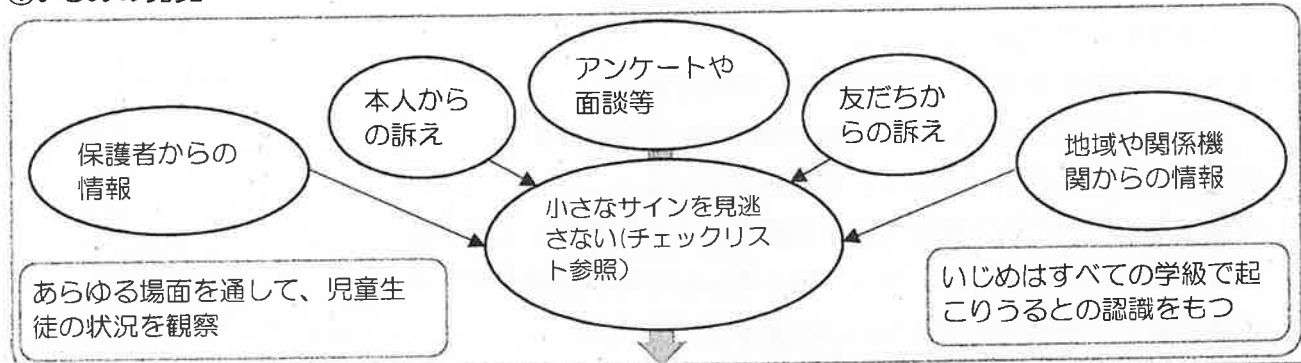 アンケートや
面談等
本人から
の訴え
友だちか
らの訴え
保護者からの
情報
地域や関係機
関からの情報
小さなサインを見逃
さない(チェックリス
ト参照)
あらゆる場面を通して、児童生
徒の状況を観察
いじめはすべての学級で起
こりうるとの認識をもつ